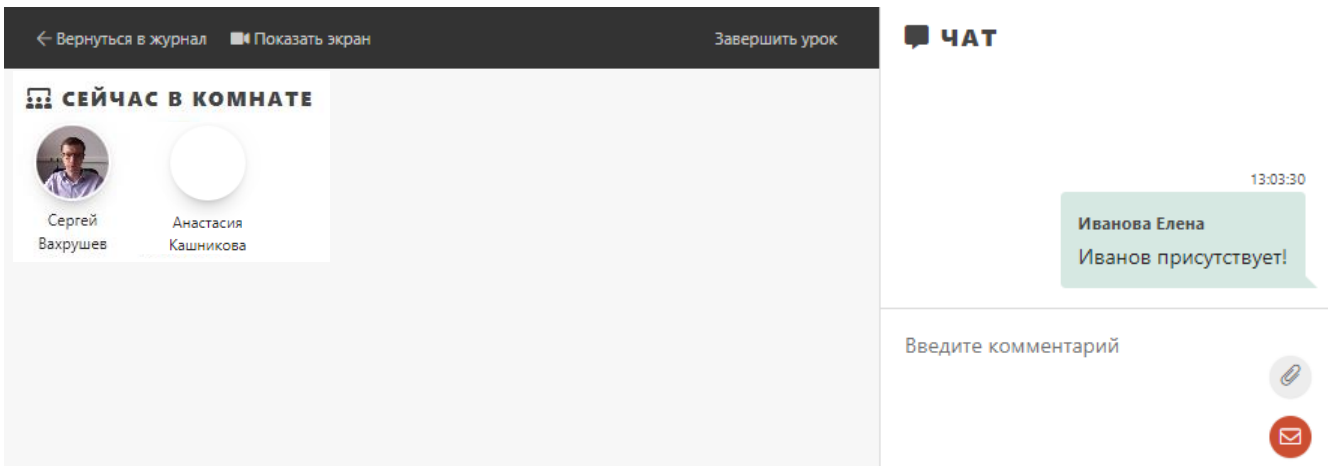 Вернуться в журнал Показать экран Завершить урок
СЕЙЧАС В КОМНАТЕ
Сергей
Вахрушев
Анастасия
Кашникова
ЧАТ
13:03:30
Иванова Елена
Иванов присутствует!
Введите комментарий